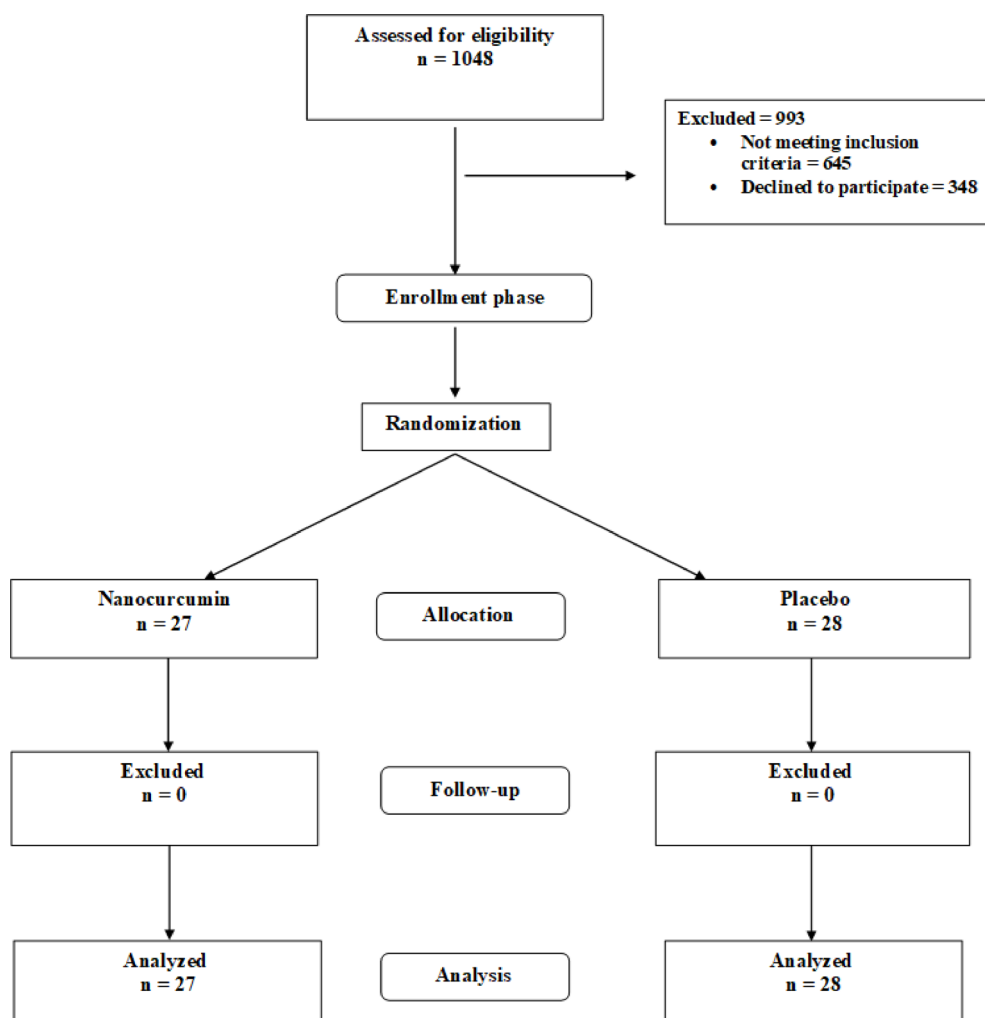 Assessed for eligibility
n = 1048
Excluded = 993
• Not meeting inclusion
criteria = 645
• Declined to participate = 348
Enrollment phase
Randomization
Nanocurcumin
n = 27
Allocation
Placebo
n = 28
Excluded
n = 0
Follow-up
Excluded
n = 0
Analyzed
n = 27
Analysis
Analyzed
n = 28